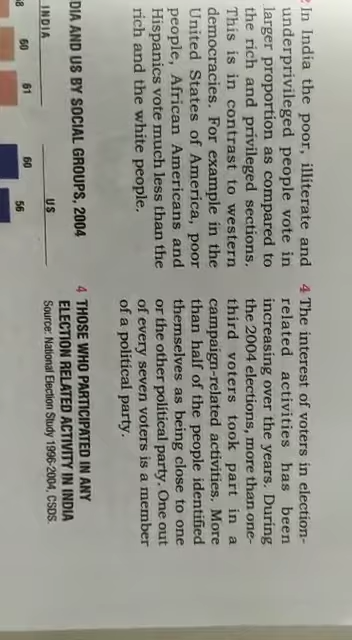 2 In India the poor, illiterate and
underprivileged people vote in
larger proportion as compared to
the rich and privileged sections.
This is in contrast to western
democracies. For example in the
United States of America, poor
people, African Americans and
Hispanics vote much less than the
rich and the white people.
DIA AND US BY SOCIAL GROUPS, 2004
INDIA
US
60
61
60
56
4 The interest of voters in election-
related activities has been
increasing over the years. During
the 2004 elections, more than one-
third voters took part in a
campaign-related activities. More
than half of the people identified
themselves as being close to one
or the other political party. One out
of every seven voters is a member
of a political party.
4 THOSE WHO PARTICIPATED IN ANY
ELECTION RELATED ACTIVITY IN INDIA
Source: National Election Study 1996-2004, CSDS.